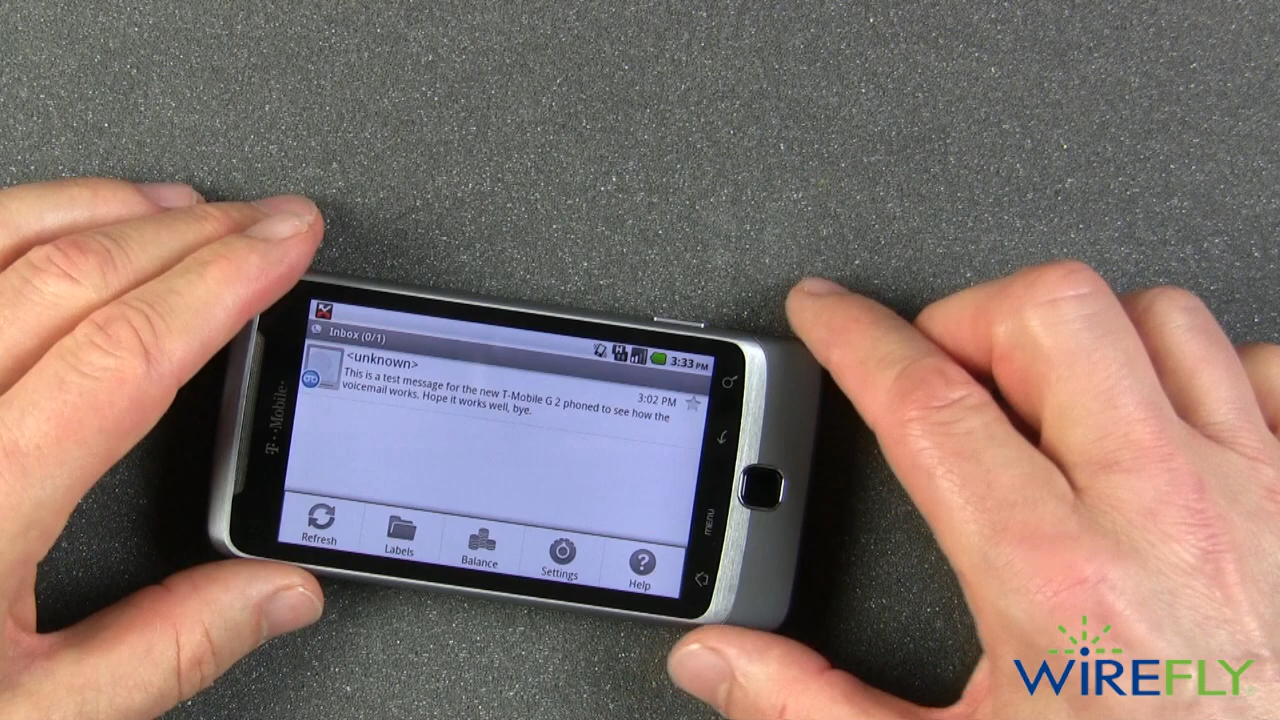 T··Mobile·
Inbox (0/1)
3:33 PM
<unknown>
3:02 PM
This is a test message for the new T-Mobile G 2 phoned to see how the
voicemail works. Hope it works well, bye.
Refresh
Labels
Balance
Settings
Help
MENU
WIREFLY